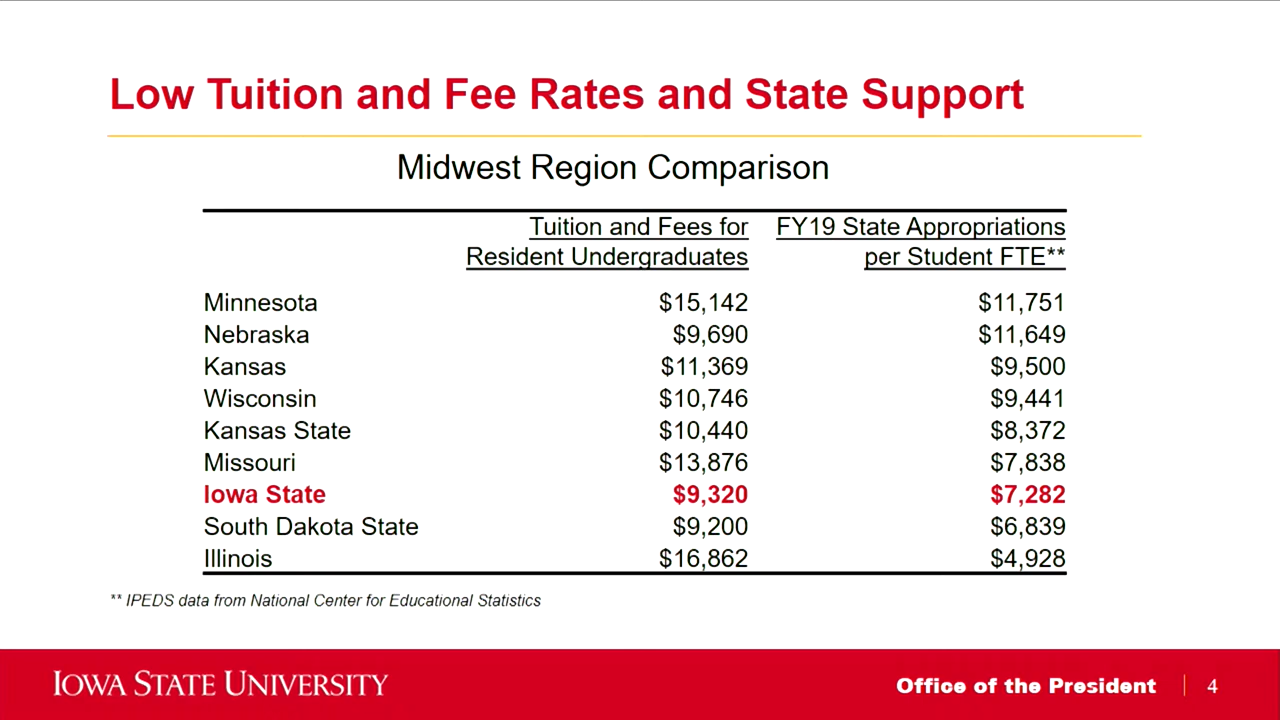 Low Tuition and Fee Rates and State Support
Midwest Region Comparison
Tuition and Fees for FY19 State Appropriations
Resident Undergraduates per Student FTE**
Minnesota $15,142 $11,751
Nebraska $9,690 $11,649
Kansas $11,369 $9,500
Wisconsin $10,746 $9,441
Kansas State $10,440 $8,372
Missouri $13,876 $7,838
Iowa State $9,320 $7,282
South Dakota State $9,200 $6,839
Illinois $16,862 $4,928
** IPEDS data from National Center for Educational Statistics
IOWA STATE UNIVERSITY Office of the President 4